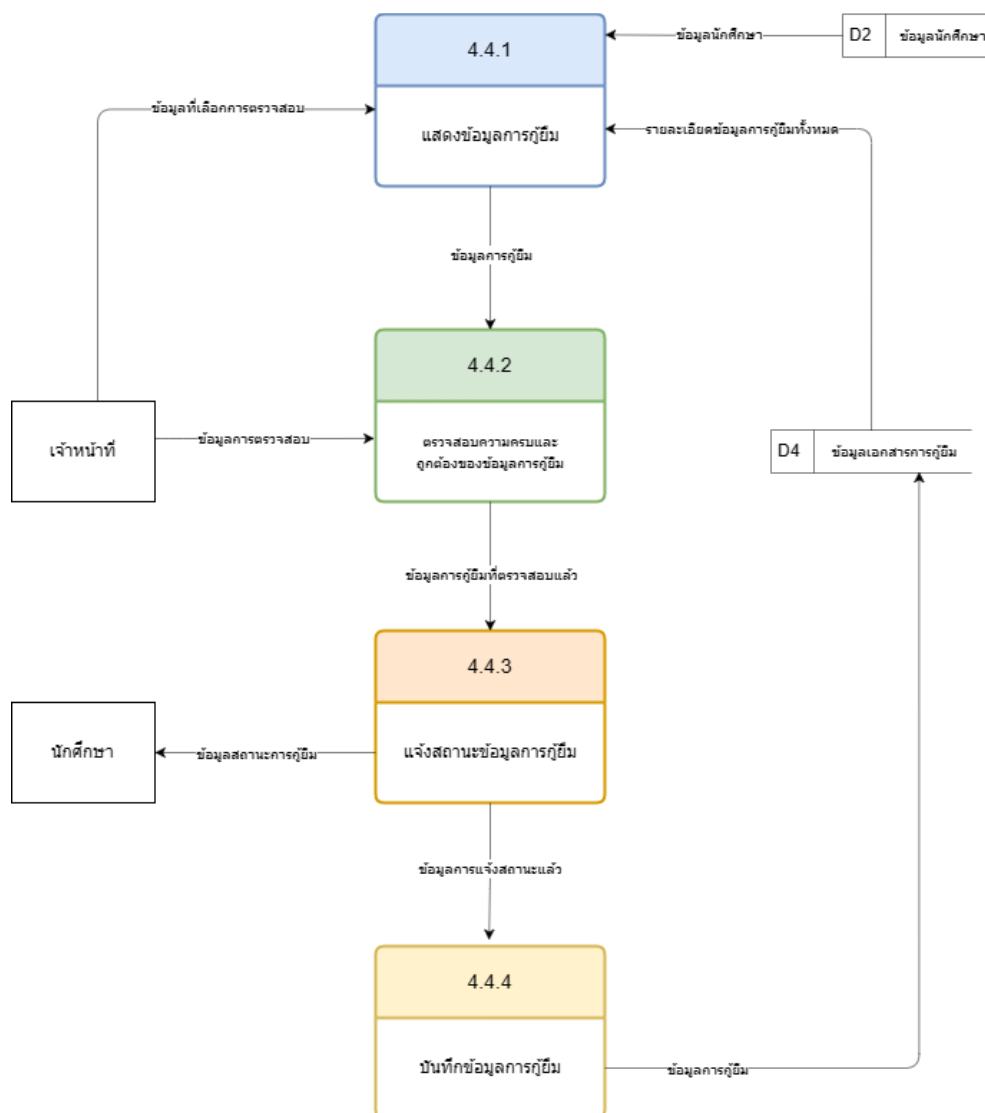 4.4.1
ข้อมูลนักศึกษา
D2
ข้อมูลนักศึกษา
ข้อมูลที่เลือกการตรวจสอบ
แสดงข้อมูลการกู้ยืม
รายละเอียดข้อมูลการกู้ยืมทั้งหมด
ข้อมูลการกู้ยืม
4.4.2
เจ้าหน้าที่
ข้อมูลการตรวจสอบ
ตรวจสอบความครบและ
ถูกต้องของข้อมูลการกู้ยืม
D4
ข้อมูลเอกสารการกู้ยืม
ข้อมูลการกู้ยืมที่ตรวจสอบแล้ว
4.4.3
นักศึกษา
ข้อมูลสถานะการกู้ยืม
แจ้งสถานะข้อมูลการกู้ยืม
ข้อมูลการแจ้งสถานะแล้ว
4.4.4
บันทึกข้อมูลการกู้ยืม
ข้อมูลการกู้ยืม